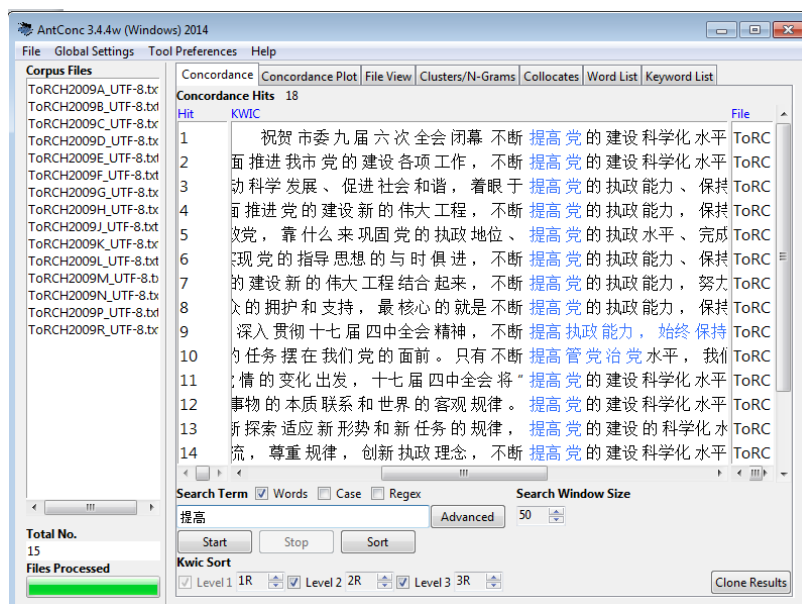 AntConc 3.4.4w (Windows) 2014
File Global Settings Tool Preferences Help
Corpus Files
ToRCH2009A_UTF-8.tx
ToRCH2009B_UTF-8.txt
ToRCH2009C_UTF-8.txt
ToRCH2009D_UTF-8.tx
ToRCH2009E_UTF-8.tx
ToRCH2009F_UTF-8.tx
ToRCH2009G_UTF-8.tx
ToRCH2009H_UTF-8.tx
ToRCH2009J_UTF-8.txt
ToRCH2009K_UTF-8.tx
ToRCH2009L_UTF-8.tx
ToRCH2009M_UTF-8.t
ToRCH2009N_UTF-8.tx
ToRCH2009P_UTF-8.txt
ToRCH2009R_UTF-8.tx
Total No.
15
Files Processed
Concordance Concordance Plot File View Clusters/N-Grams Collocates Word List Keyword List
Concordance Hits 18
Hit KWIC File
1 祝贺 市委 九 届 六 次 全会 闭幕 不断 提高 党 的 建设 科学化 水平 ToRC
2 面 推进 我市 党 的 建设 各项 工作 , 不断 提高 党 的 建设 科学化 水平 ToRC
3 动 科学 发展 、 促进 社会 和谐 , 着眼 于 提高 党 的 执政 能力 、 保持 ToRC
4 面 推进 党 的 建设 新 的 伟大 工程 , 不断 提高 党 的 执政 能力 , 保持 ToRC
5 政党 , 靠 什么 来 巩固 党 的 执政 地位 、 提高 党 的 执政 水平 、 完成 ToRC
6 实现 党 的 指导 思想 的 与 时 俱 进 , 不断 提高 党 的 执政 能力 、 保持 ToRC
7 的 建设 新 的 伟大 工程 结合 起来 , 不断 提高 党 的 执政 能力 , 努力 ToRC
8 众 的 拥护 和 支持 , 最 核心 的 就是 不断 提高 党 的 执政 能力 , 保持 ToRC
9 深入 贯彻 十七 届 四中全会 精神 , 不断 提高 执政 能力 , 始终 保持 ToRC
10 的 任务 摆 在 我们 党 的 面前 。 只有 不断 提高 管 党 治 党 水平 , 我们 ToRC
11 情 的 变化 出发 , 十七 届 四中全会 将 “ 提高 党 的 建设 科学化 水平 ToRC
12 事物 的 本质 联系 和 世界 的 客观 规律 。 提高 党 的 建设 科学化 水平 ToRC
13 新 探索 适应 新 形势 和 新 任务 的 规律 , 提高 党 的 建设 的 科学化 水 ToRC
14 流 , 尊重 规律 , 创新 执政 理念 , 不断 提高 党 的 建设 科学化 水平 ToRC
Search Term Words Case Regex Search Window Size
提高 Advanced 50
Start Stop Sort
Kwic Sort
Level 1 1R Level 2 2R Level 3 3R Clone Results